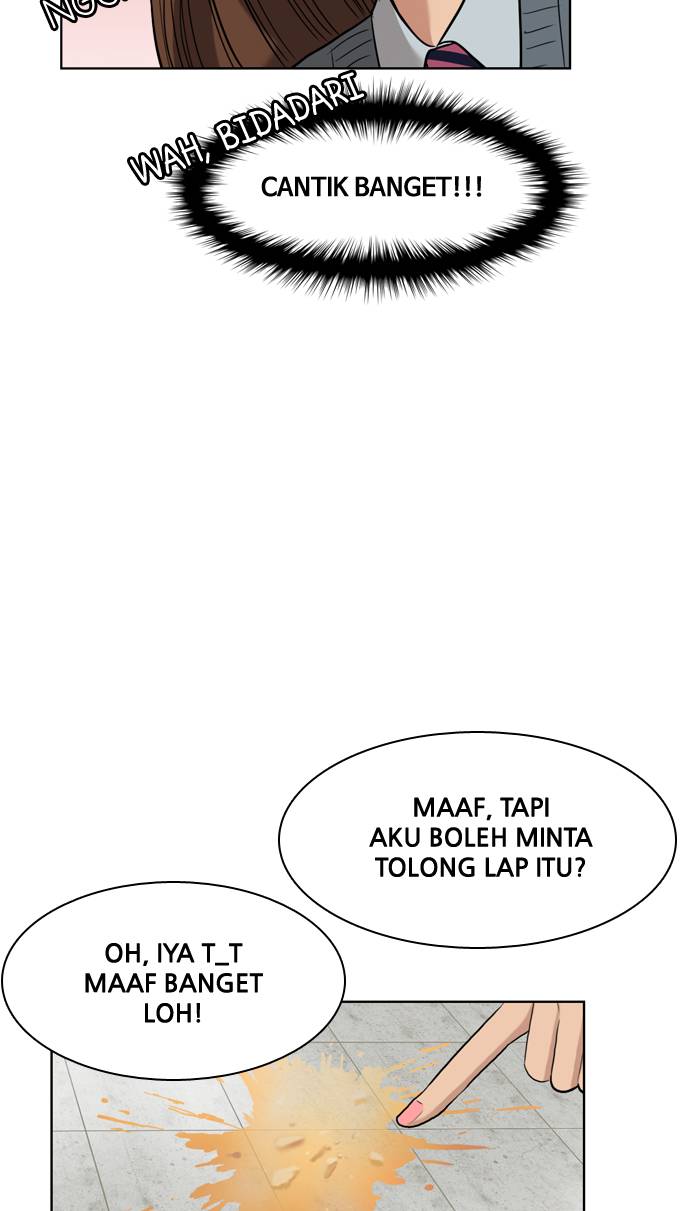 WAH, BIDADARI
CANTIK BANGET!!!
MAAF, TAPI
AKU BOLEH MINTA
TOLONG LAP ITU?
OH, IYA T_T
MAAF BANGET
LOH!